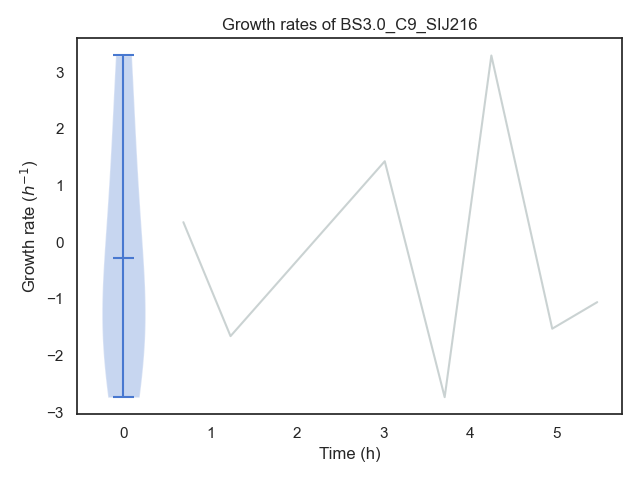 Growth rates of BS3.0_C9_SIJ216
Growth rate (h⁻¹)
3
2
1
0
−1
−2
−3
0 1 2 3 4 5
Time (h)